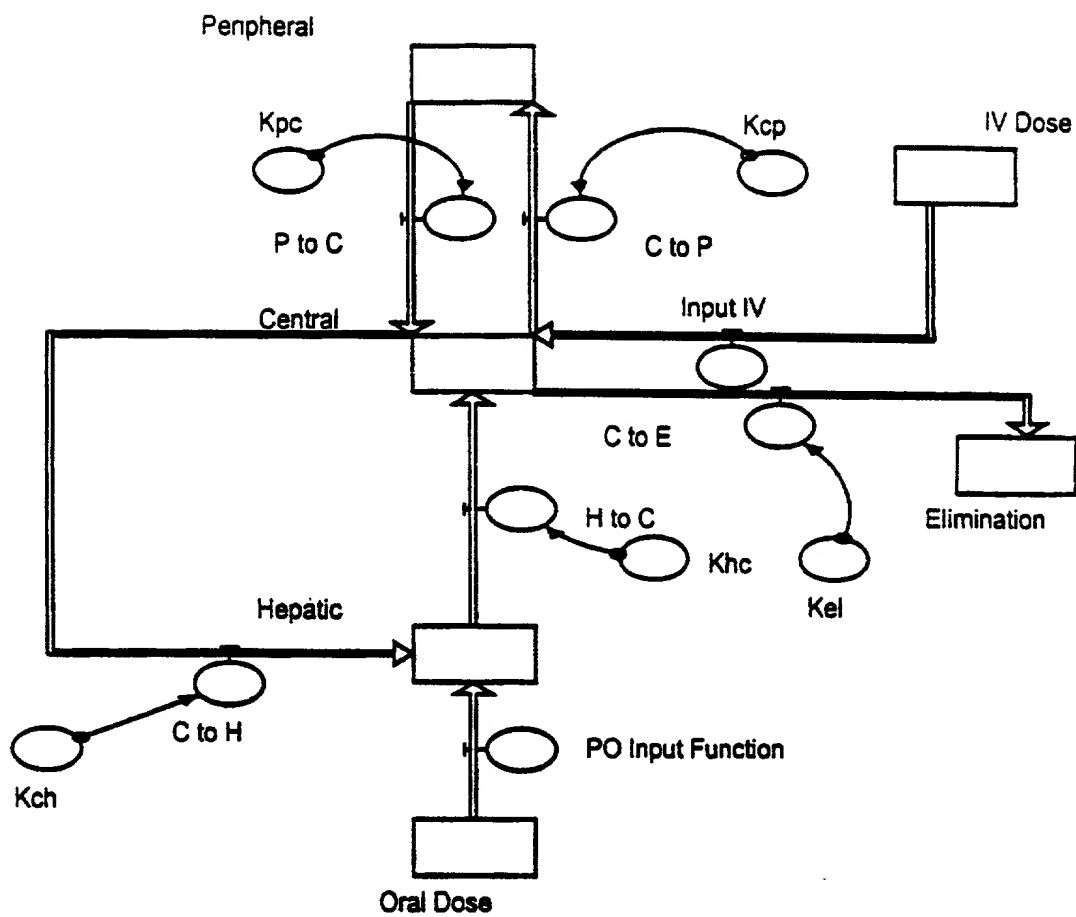 Peripheral
Kpc
Kcp
IV Dose
P to C
C to P
Central
Input IV
C to E
Elimination
H to C
Khc
Kel
Hepatic
C to H
Kch
PO Input Function
Oral Dose